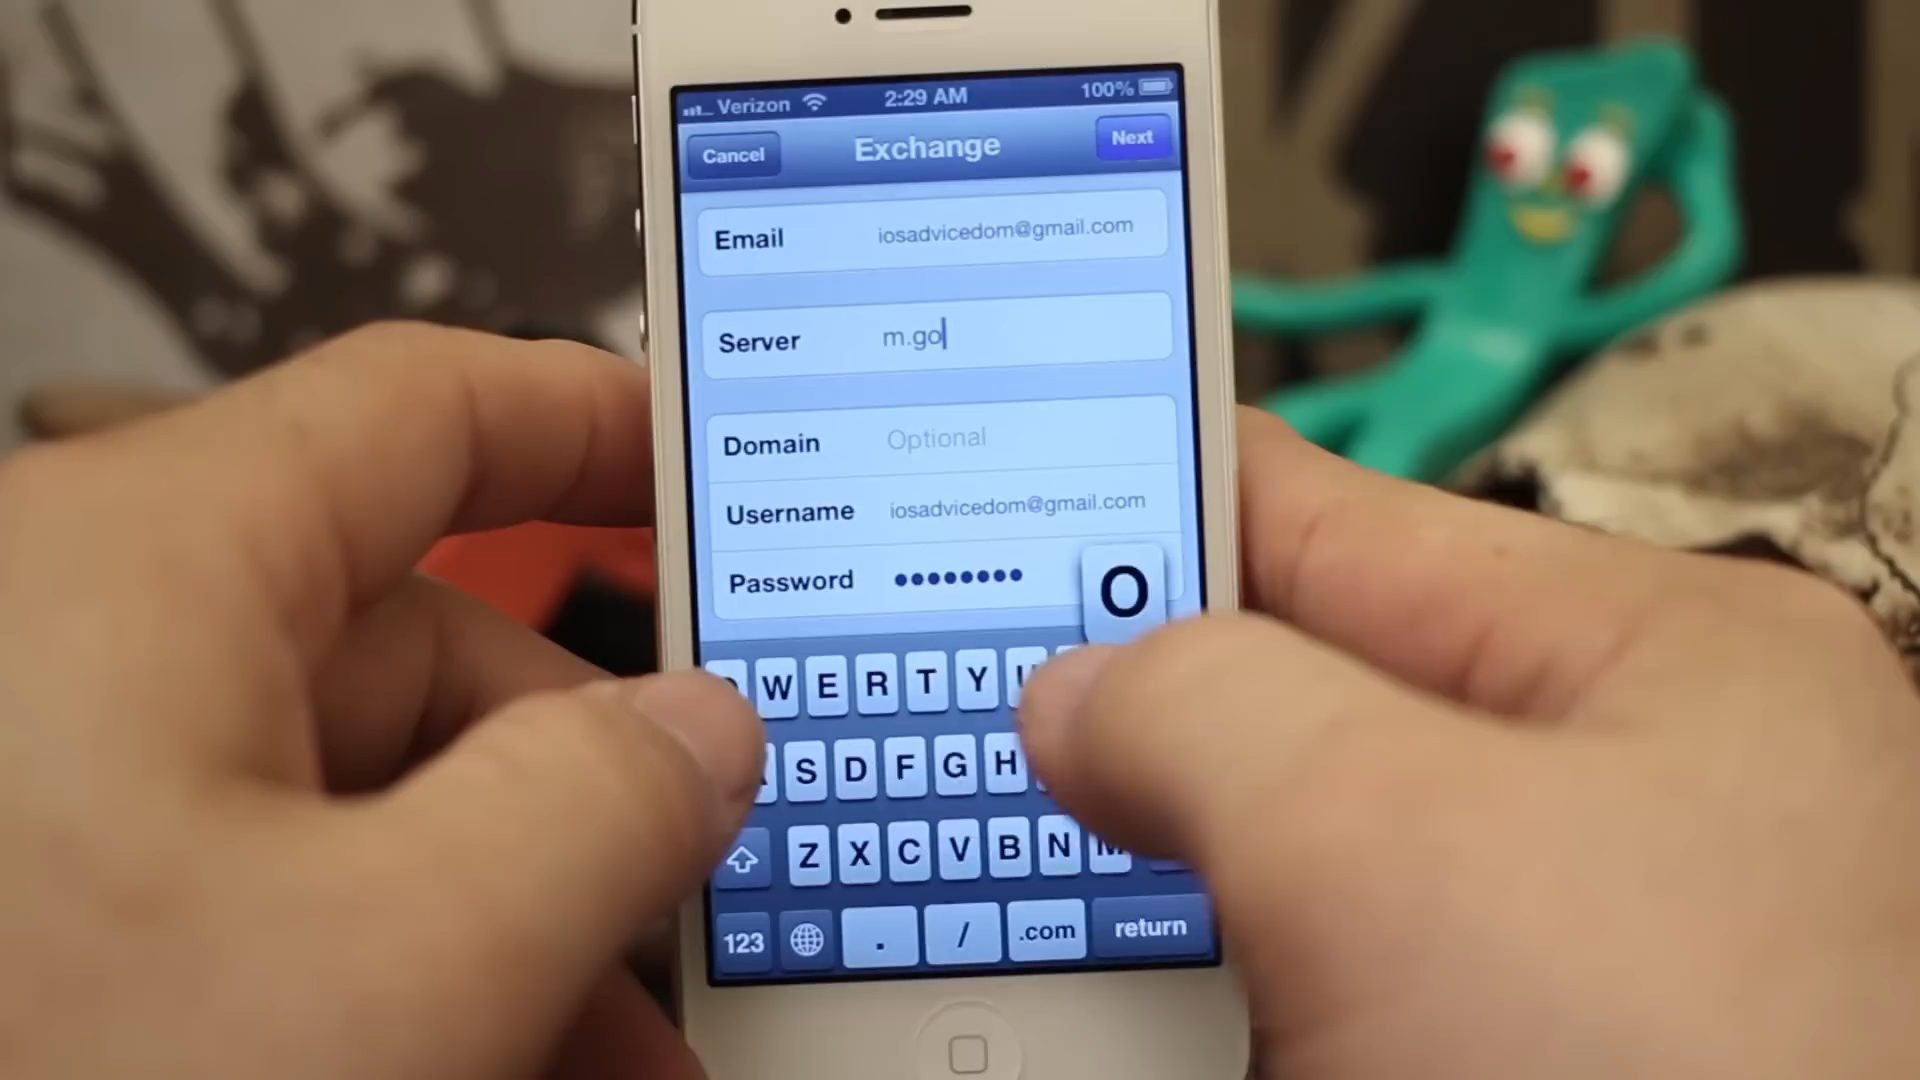 Verizon 2:29 AM 100%
Cancel Exchange Next
Email iosadvicedom@gmail.com
Server m.go
Domain Optional
Username iosadvicedom@gmail.com
Password ••••••••
O
W E R T Y
S D F G H
Z X C V B N M
123 . / .com return